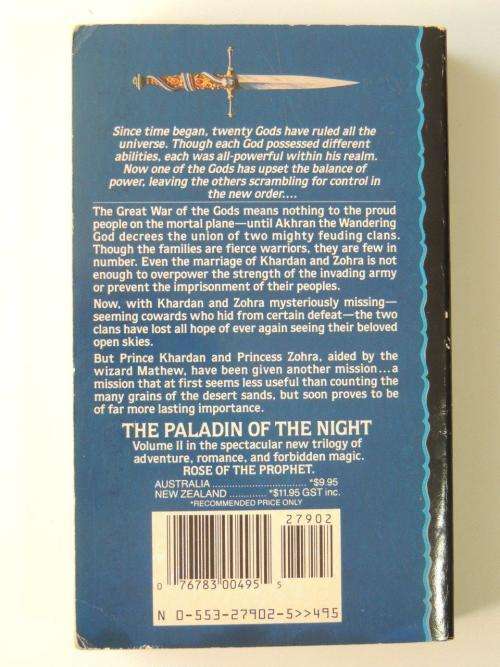 Since time began, twenty Gods have ruled all the
universe. Though each God possessed different
abilities, each was all-powerful within his realm.
Now one of the Gods has upset the balance of
power, leaving the others scrambling for control in
the new order....
The Great War of the Gods means nothing to the proud
people on the mortal plane—until Akhran the Wandering
God decrees the union of two mighty feuding clans.
Though the families are fierce warriors, they are few in
number. Even the marriage of Khardan and Zohra is not
enough to overpower the strength of the invading army
or prevent the imprisonment of their peoples.
Now, with Khardan and Zohra mysteriously missing—
seeming cowards who hid from certain defeat—the two
clans have lost all hope of ever again seeing their beloved
open skies.
But Prince Khardan and Princess Zohra, aided by the
wizard Mathew, have been given another mission...a
mission that at first seems less useful than counting the
many grains of the desert sands, but soon proves to be
of far more lasting importance.
THE PALADIN OF THE NIGHT
Volume II in the spectacular new trilogy of
adventure, romance, and forbidden magic.
ROSE OF THE PROPHET.
AUSTRALIA ................................ *$9.95
NEW ZEALAND ............. *$11.95 GST inc.
*RECOMMENDED PRICE ONLY
27902
0 76783 00495 5
N 0-553-27902-5>>495